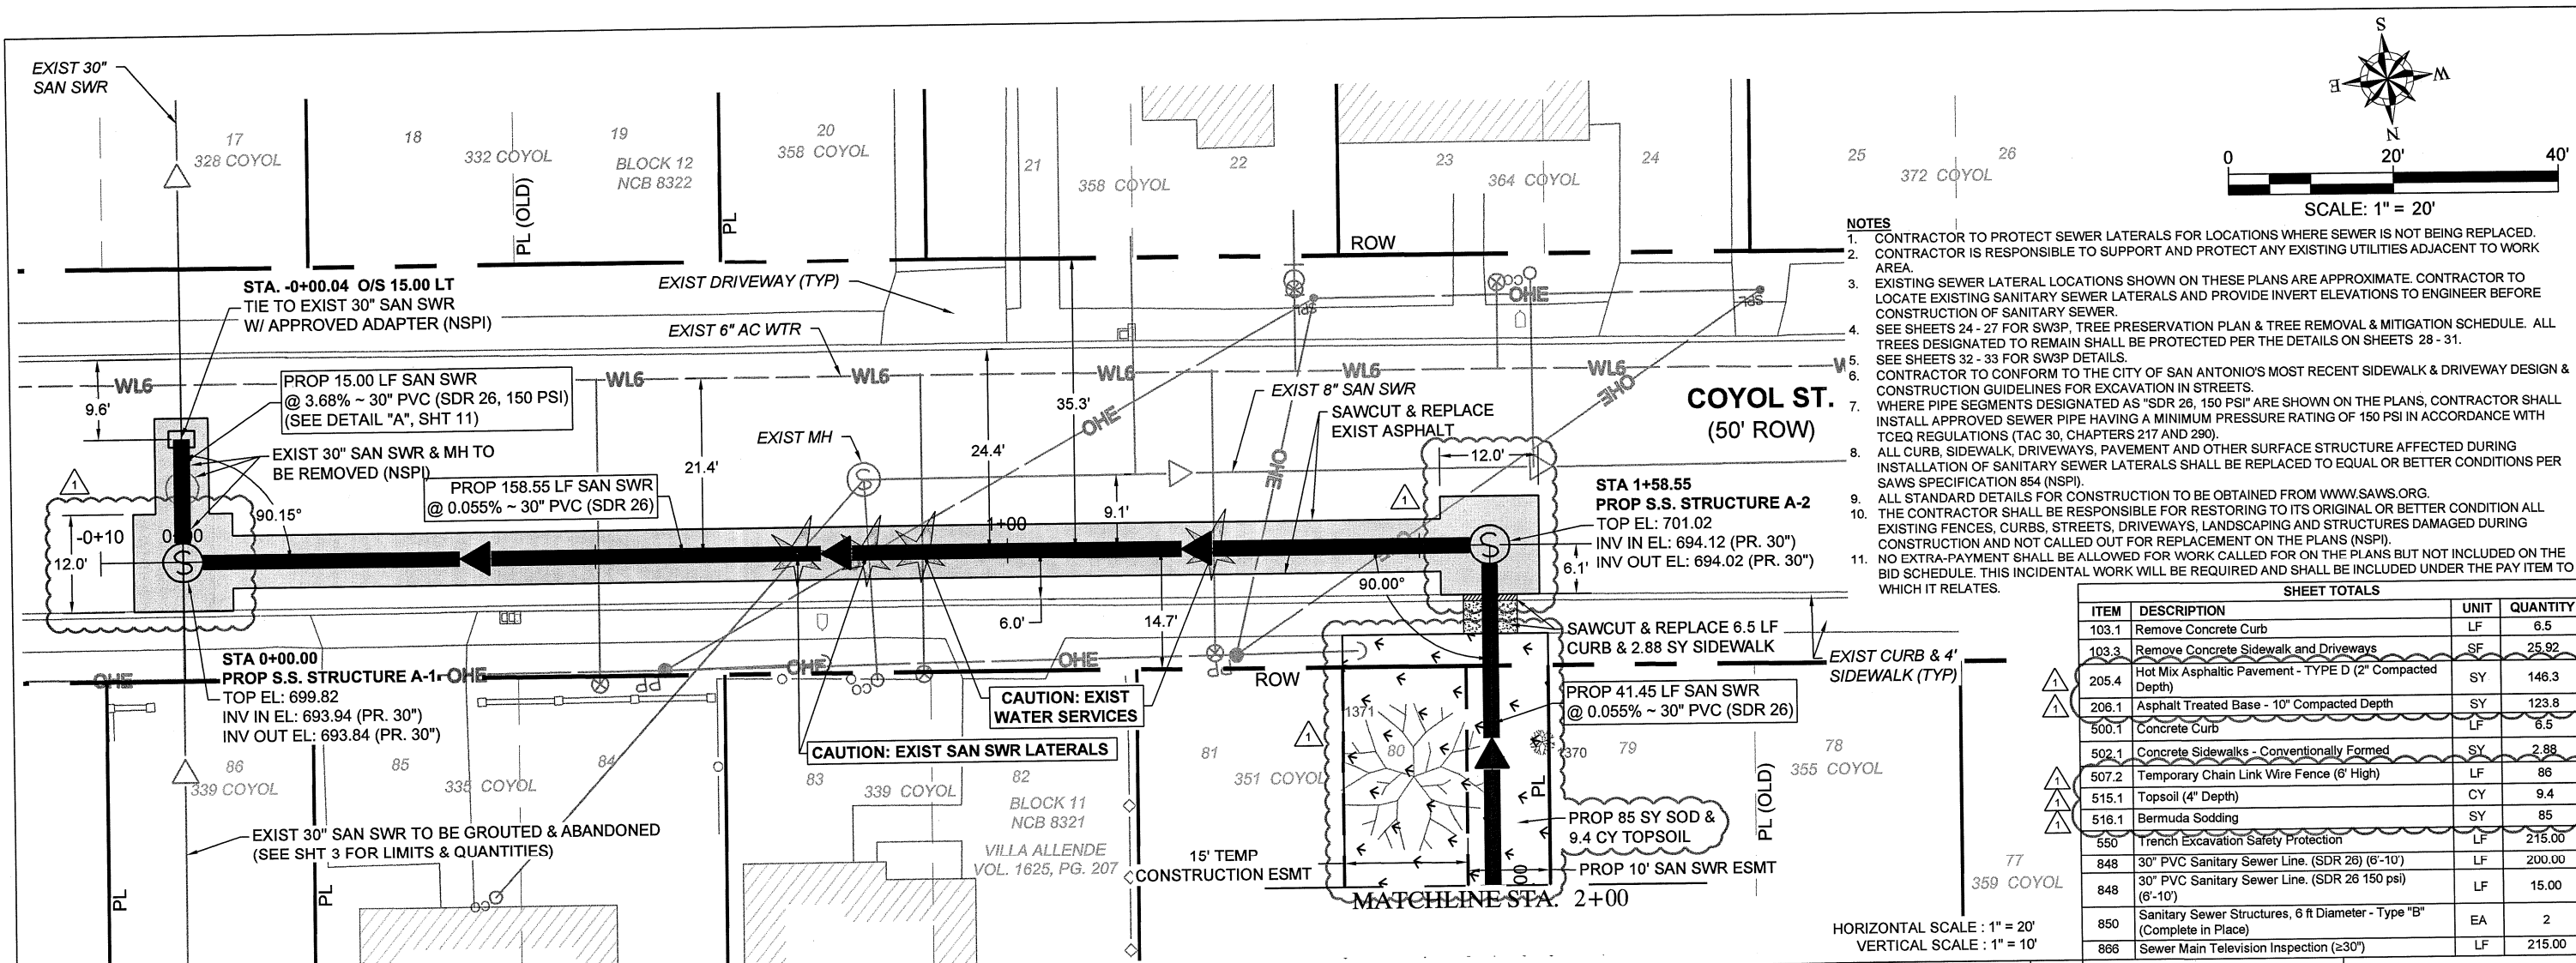 EXIST 30"
SAN SWR
17
328 COYOL
18
332 COYOL
PL (OLD)
19
BLOCK 12
NCB 8322
PL
20
358 COYOL
21
358 COYOL
22
23
364 COYOL
24
25
372 COYOL
26
S
W
E
N
0 20' 40'
SCALE: 1" = 20'
ROW
STA. -0+00.04 O/S 15.00 LT
TIE TO EXIST 30" SAN SWR
W/ APPROVED ADAPTER (NSPI)
EXIST DRIVEWAY (TYP)
EXIST 6" AC WTR
OHE
SPL
SPL
CO
WL6
WL6
WL6
WL6
WL6
WL6
9.6'
PROP 15.00 LF SAN SWR
@ 3.68% ~ 30" PVC (SDR 26, 150 PSI)
(SEE DETAIL "A", SHT 11)
EXIST 30" SAN SWR & MH TO
BE REMOVED (NSPI)
PROP 158.55 LF SAN SWR
@ 0.055% ~ 30" PVC (SDR 26)
EXIST MH
S
21.4'
24.4'
35.3'
9.1'
OHE
OHE
OHE
EXIST 8" SAN SWR
SAWCUT & REPLACE
EXIST ASPHALT
COYOL ST.
(50' ROW)
12.0'
1
1
90.15°
-0+10
0+00
12.0'
S
1+00
S
STA 1+58.55
PROP S.S. STRUCTURE A-2
TOP EL: 701.02
INV IN EL: 694.12 (PR. 30")
INV OUT EL: 694.02 (PR. 30")
6.1'
90.00°
6.0'
14.7'
SAWCUT & REPLACE 6.5 LF
CURB & 2.88 SY SIDEWALK
EXIST CURB & 4'
SIDEWALK (TYP)
STA 0+00.00
PROP S.S. STRUCTURE A-1
TOP EL: 699.82
INV IN EL: 693.94 (PR. 30")
INV OUT EL: 693.84 (PR. 30")
OHE
OHE
OHE
OHE
PP
CO
PP
ROW
CAUTION: EXIST
WATER SERVICES
CAUTION: EXIST SAN SWR LATERALS
PROP 41.45 LF SAN SWR
@ 0.055% ~ 30" PVC (SDR 26)
1
1371
80
1370
PL
86
339 COYOL
85
335 COYOL
84
83
339 COYOL
82
BLOCK 11
NCB 8321
VILLA ALLENDE
VOL. 1625, PG. 207
81
351 COYOL
79
PL (OLD)
78
355 COYOL
77
359 COYOL
EXIST 30" SAN SWR TO BE GROUTED & ABANDONED
(SEE SHT 3 FOR LIMITS & QUANTITIES)
PL
PL
CO
15' TEMP
CONSTRUCTION ESMT
PROP 85 SY SOD &
9.4 CY TOPSOIL
PROP 10' SAN SWR ESMT
MATCHLINE STA. 2+00
HORIZONTAL SCALE : 1" = 20'
VERTICAL SCALE : 1" = 10'
NOTES
1. CONTRACTOR TO PROTECT SEWER LATERALS FOR LOCATIONS WHERE SEWER IS NOT BEING REPLACED.
2. CONTRACTOR IS RESPONSIBLE TO SUPPORT AND PROTECT ANY EXISTING UTILITIES ADJACENT TO WORK
AREA.
3. EXISTING SEWER LATERAL LOCATIONS SHOWN ON THESE PLANS ARE APPROXIMATE. CONTRACTOR TO
LOCATE EXISTING SANITARY SEWER LATERALS AND PROVIDE INVERT ELEVATIONS TO ENGINEER BEFORE
CONSTRUCTION OF SANITARY SEWER.
4. SEE SHEETS 24 - 27 FOR SW3P, TREE PRESERVATION PLAN & TREE REMOVAL & MITIGATION SCHEDULE. ALL
TREES DESIGNATED TO REMAIN SHALL BE PROTECTED PER THE DETAILS ON SHEETS 28 - 31.
5. SEE SHEETS 32 - 33 FOR SW3P DETAILS.
6. CONTRACTOR TO CONFORM TO THE CITY OF SAN ANTONIO'S MOST RECENT SIDEWALK & DRIVEWAY DESIGN &
CONSTRUCTION GUIDELINES FOR EXCAVATION IN STREETS.
7. WHERE PIPE SEGMENTS DESIGNATED AS "SDR 26, 150 PSI" ARE SHOWN ON THE PLANS, CONTRACTOR SHALL
INSTALL APPROVED SEWER PIPE HAVING A MINIMUM PRESSURE RATING OF 150 PSI IN ACCORDANCE WITH
TCEQ REGULATIONS (TAC 30, CHAPTERS 217 AND 290).
8. ALL CURB, SIDEWALK, DRIVEWAYS, PAVEMENT AND OTHER SURFACE STRUCTURE AFFECTED DURING
INSTALLATION OF SANITARY SEWER LATERALS SHALL BE REPLACED TO EQUAL OR BETTER CONDITIONS PER
SAWS SPECIFICATION 854 (NSPI).
9. ALL STANDARD DETAILS FOR CONSTRUCTION TO BE OBTAINED FROM WWW.SAWS.ORG.
10. THE CONTRACTOR SHALL BE RESPONSIBLE FOR RESTORING TO ITS ORIGINAL OR BETTER CONDITION ALL
EXISTING FENCES, CURBS, STREETS, DRIVEWAYS, LANDSCAPING AND STRUCTURES DAMAGED DURING
CONSTRUCTION AND NOT CALLED OUT FOR REPLACEMENT ON THE PLANS (NSPI).
11. NO EXTRA-PAYMENT SHALL BE ALLOWED FOR WORK CALLED FOR ON THE PLANS BUT NOT INCLUDED ON THE
BID SCHEDULE. THIS INCIDENTAL WORK WILL BE REQUIRED AND SHALL BE INCLUDED UNDER THE PAY ITEM TO
WHICH IT RELATES.
SHEET TOTALS
ITEM DESCRIPTION UNIT QUANTITY
103.1 Remove Concrete Curb LF 6.5
103.3 Remove Concrete Sidewalk and Driveways SF 25.92
1 205.4 Hot Mix Asphaltic Pavement - TYPE D (2" Compacted
Depth) SY 146.3
1 206.1 Asphalt Treated Base - 10" Compacted Depth SY 123.8
500.1 Concrete Curb LF 6.5
502.1 Concrete Sidewalks - Conventionally Formed SY 2.88
1 507.2 Temporary Chain Link Wire Fence (6' High) LF 86
1 515.1 Topsoil (4" Depth) CY 9.4
1 516.1 Bermuda Sodding SY 85
550 Trench Excavation Safety Protection LF 215.00
848 30" PVC Sanitary Sewer Line. (SDR 26) (6'-10') LF 200.00
848 30" PVC Sanitary Sewer Line. (SDR 26 150 psi)
(6'-10') LF 15.00
850 Sanitary Sewer Structures, 6 ft Diameter - Type "B"
(Complete in Place) EA 2
866 Sewer Main Television Inspection (≥30") LF 215.00